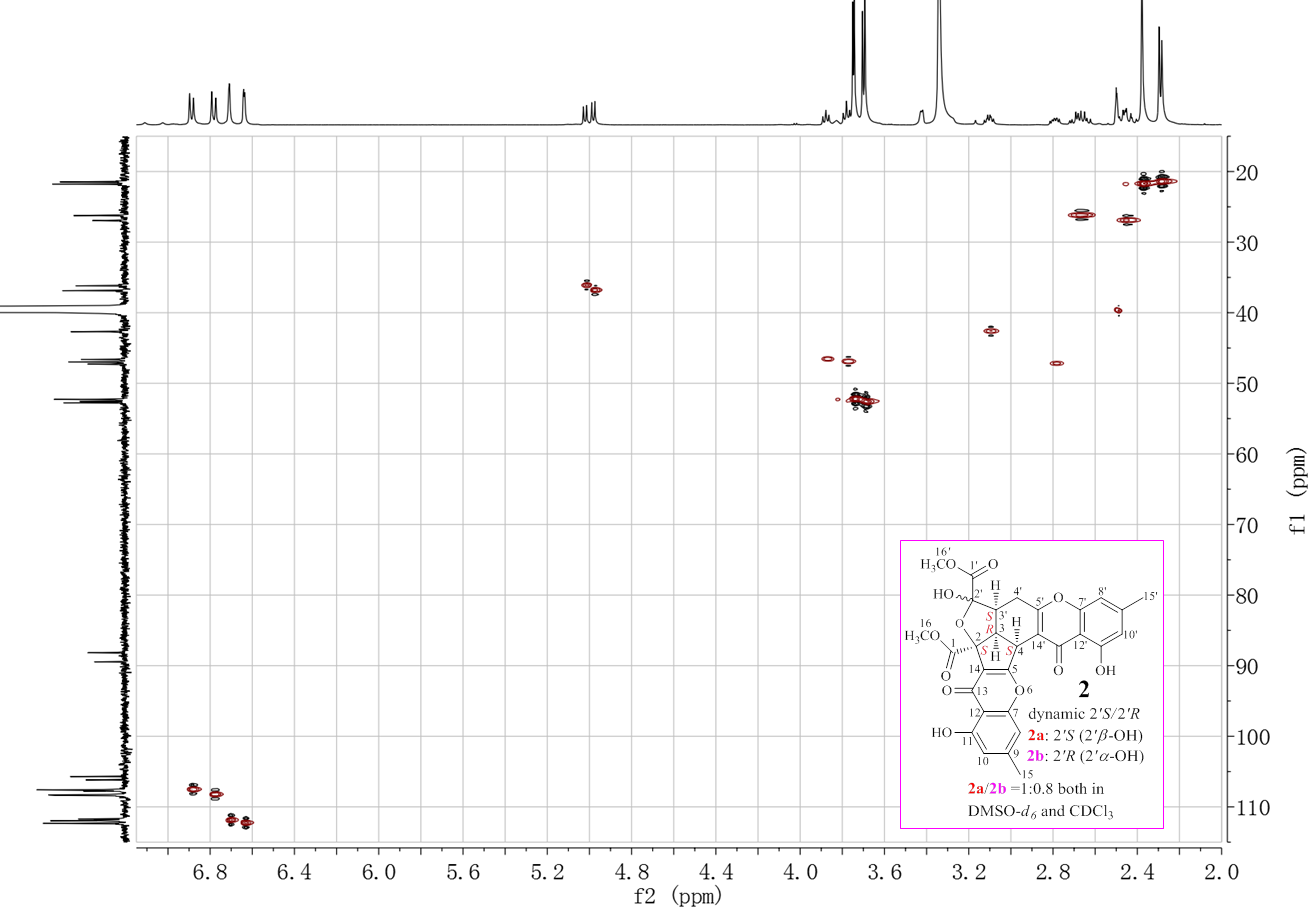 20
30
40
50
60
70
80
90
100
110
f1 (ppm)
6.8 6.4 6.0 5.6 5.2 4.8 4.4 4.0 3.6 3.2 2.8 2.4 2.0
f2 (ppm)
16'
H3CO 1' O
H 4' O 8' 15'
HO 2' 5' 7'
3'
S H
16 O R 3 10'
H3CO 2 4 14' 12'
1 S H S
O 14 5 O OH
O 13 O6 2
12 7 dynamic 2'S/2'R
HO 2a: 2'S (2'β-OH)
11 9
10 2b: 2'R (2'α-OH)
15
2a/2b =1:0.8 both in
DMSO-d6 and CDCl3